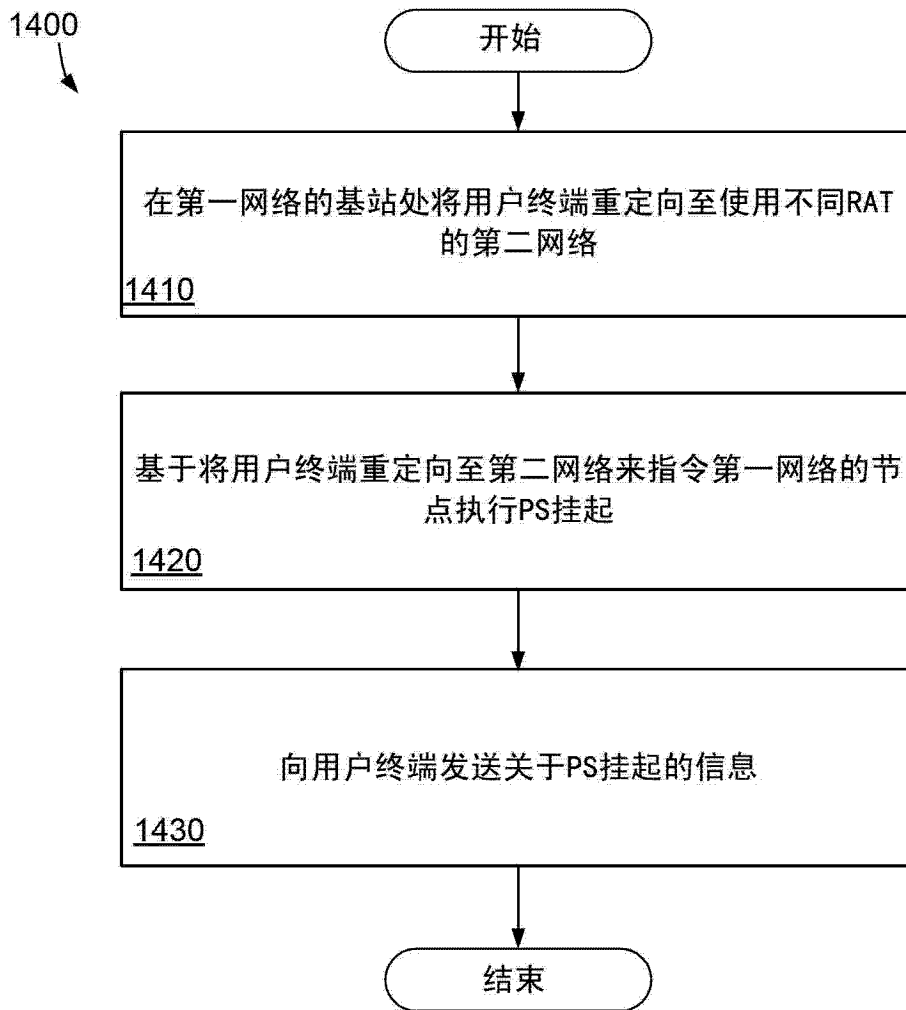 1400
开始
在第一网络的基站处将用户终端重定向至使用不同RAT
的第二网络
1410
基于将用户终端重定向至第二网络来指令第一网络的节
点执行PS挂起
1420
向用户终端发送关于PS挂起的信息
1430
结束